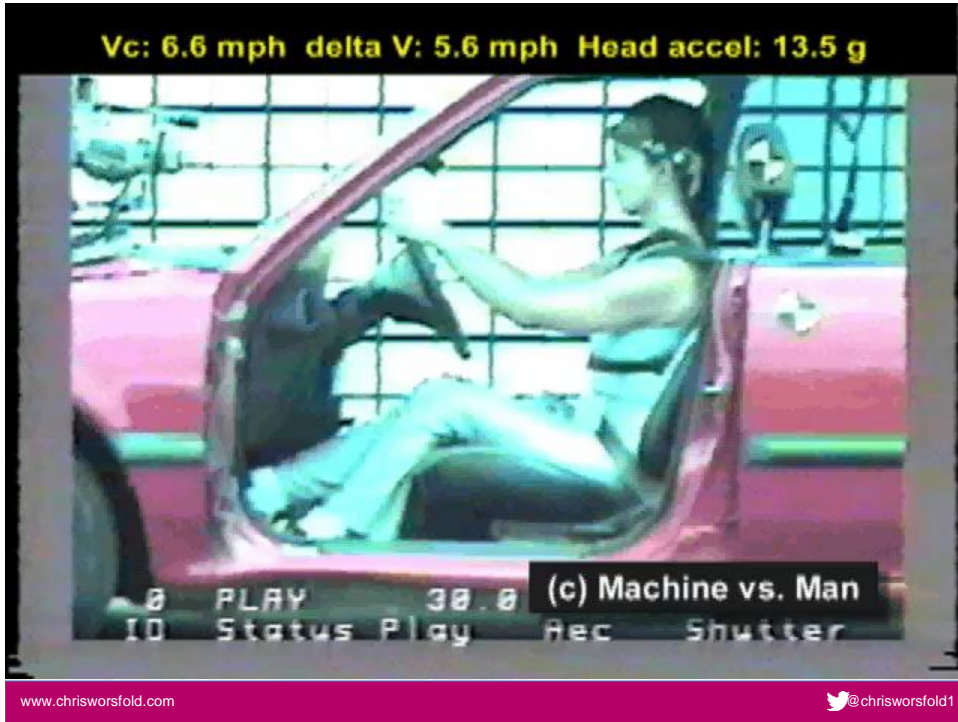 Vc: 6.6 mph delta V: 5.6 mph Head accel: 13.5 g
(c) Machine vs. Man
0 PLAY 30.0
ID Status Play Rec Shutter
www.chrisworsfold.com
@chrisworsfold1